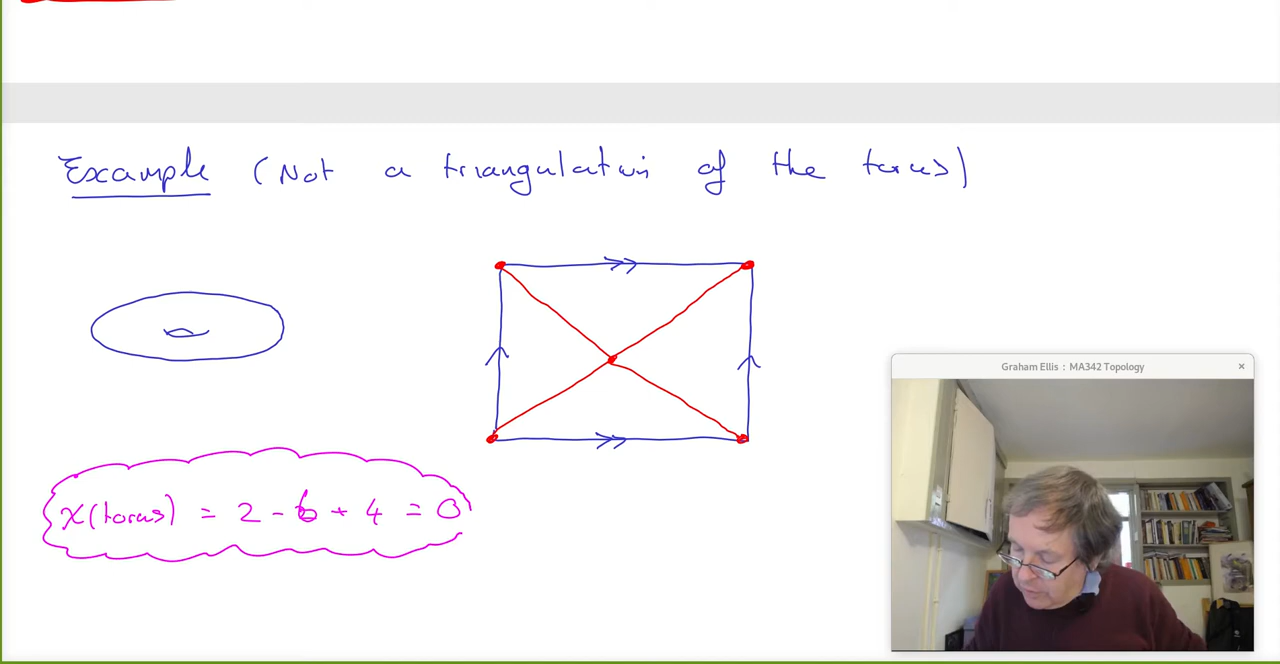 Example (Not a triangulation of the torus)
χ(torus) = 2 - 6 + 4 = 0
Graham Ellis : MA342 Topology